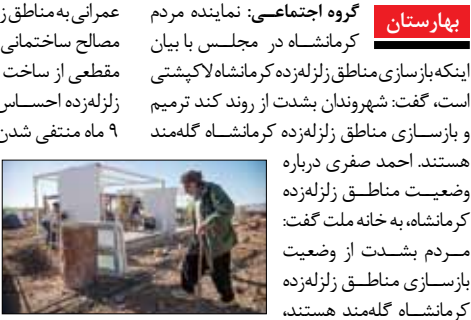 بهارستان
گروه اجتماعی: نماینده مردم
کرمانشاه در مجلس با بیان
اینکه بازسازی مناطق زلزله‌زده کرمانشاه لاکپشتی
است، گفت: شهروندان بشدت از روند کند ترمیم
و بازسازی مناطق زلزله‌زده کرمانشاه گله‌مند
هستند. احمد صفری درباره
وضعیت مناطق زلزله‌زده
کرمانشاه، به خانه ملت گفت:
مردم بشدت از وضعیت
بازسازی مناطق زلزله‌زده
کرمانشاه گله‌مند هستند،
عمرانی به مناطق ز
مصالح ساختمانی
مقطعی از ساخت
زلزله‌زده احساس
۹ ماه منتفی شدن